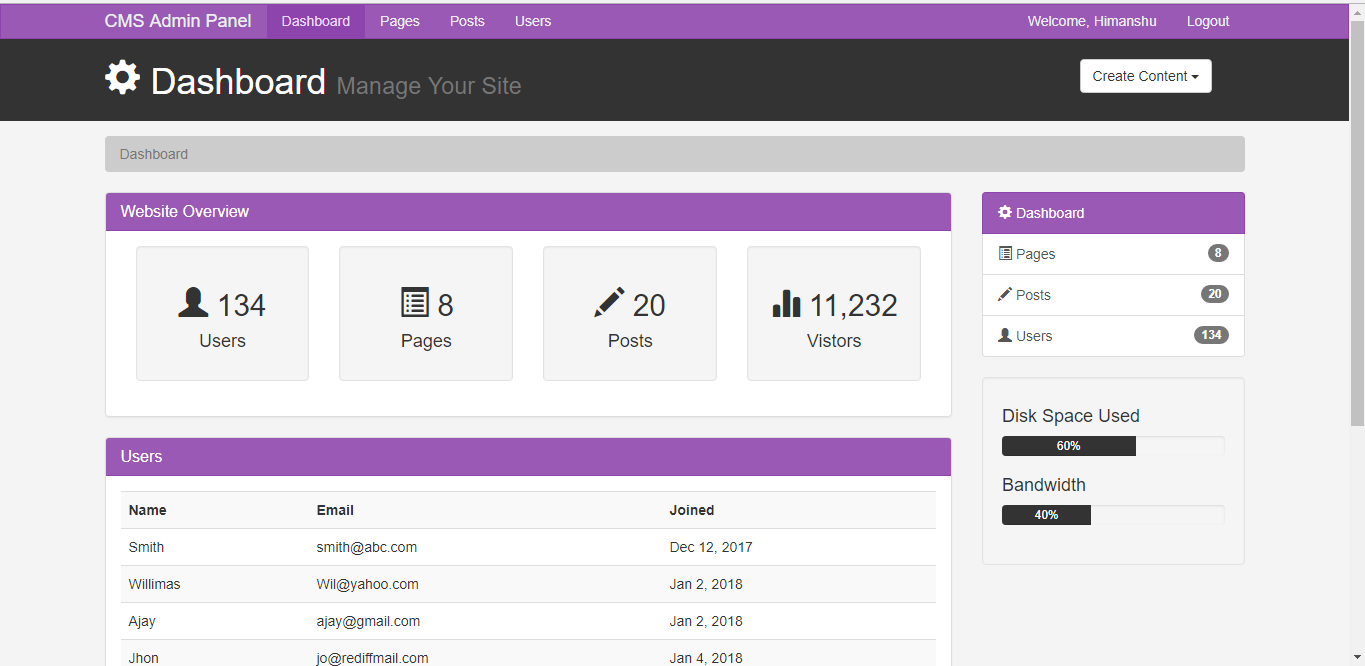 CMS Admin Panel Dashboard Pages Posts Users Welcome, Himanshu Logout
Dashboard Manage Your Site Create Content
Dashboard
Website Overview
134 8 20 11,232
Users Pages Posts Vistors
Users
Name Email Joined
Smith smith@abc.com Dec 12, 2017
Willimas Wil@yahoo.com Jan 2, 2018
Ajay ajay@gmail.com Jan 2, 2018
Jhon jo@rediffmail.com Jan 4, 2018
Dashboard
Pages 8
Posts 20
Users 134
Disk Space Used
60%
Bandwidth
40%